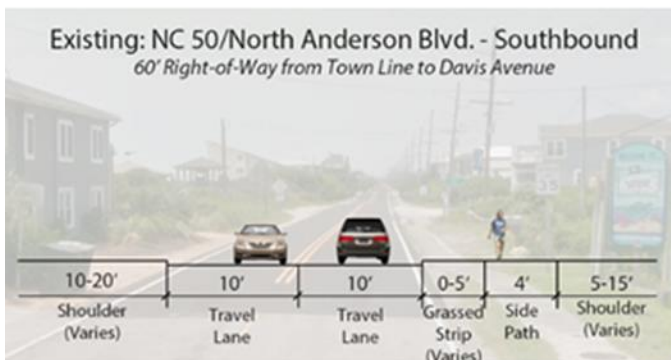 Existing: NC 50/North Anderson Blvd. - Southbound
60' Right-of-Way from Town Line to Davis Avenue
35
10-20' 10' 10' 0-5' 4' 5-15'
Shoulder (Varies)
Travel Lane
Travel Lane
Grassed Strip (Varies)
Side Path
Shoulder (Varies)